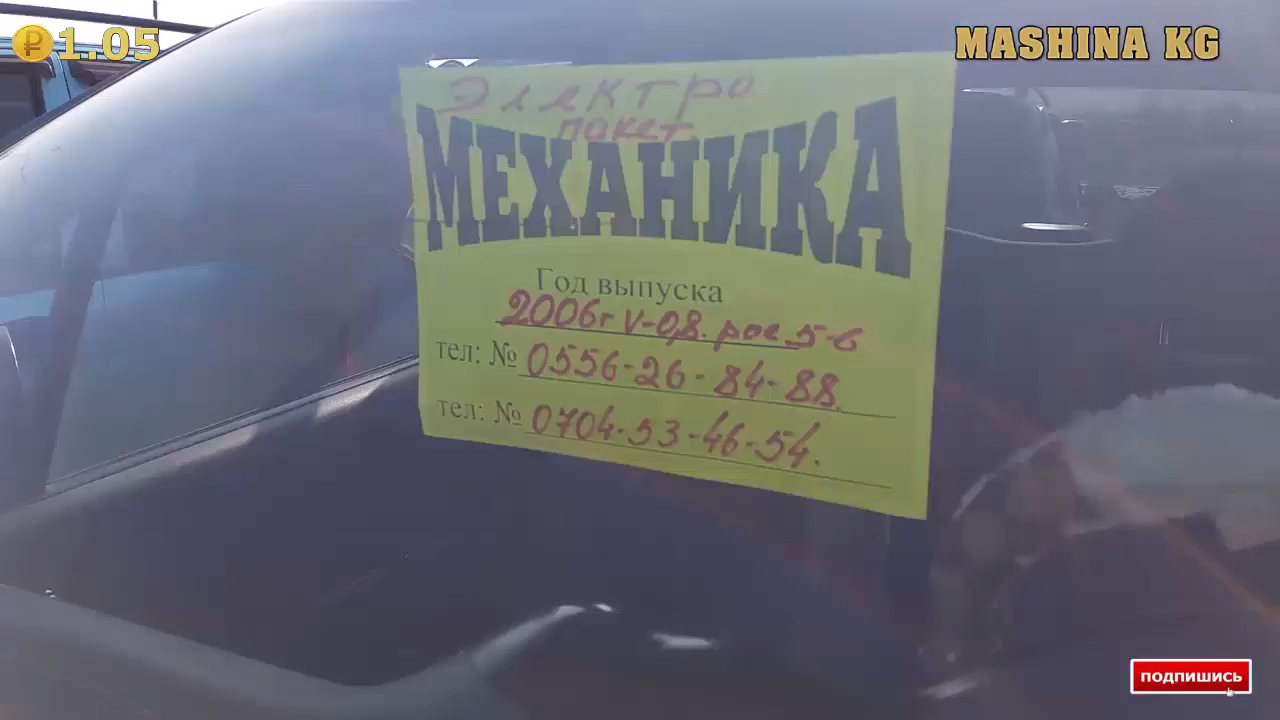 1.05
MASHINA KG
Электро
пакет.
МЕХАНИКА
Год выпуска
2006г V-0,8. рас 5-6
тел: № 0556-26-84-88.
тел: № 0704-53-46-54.
подпишись